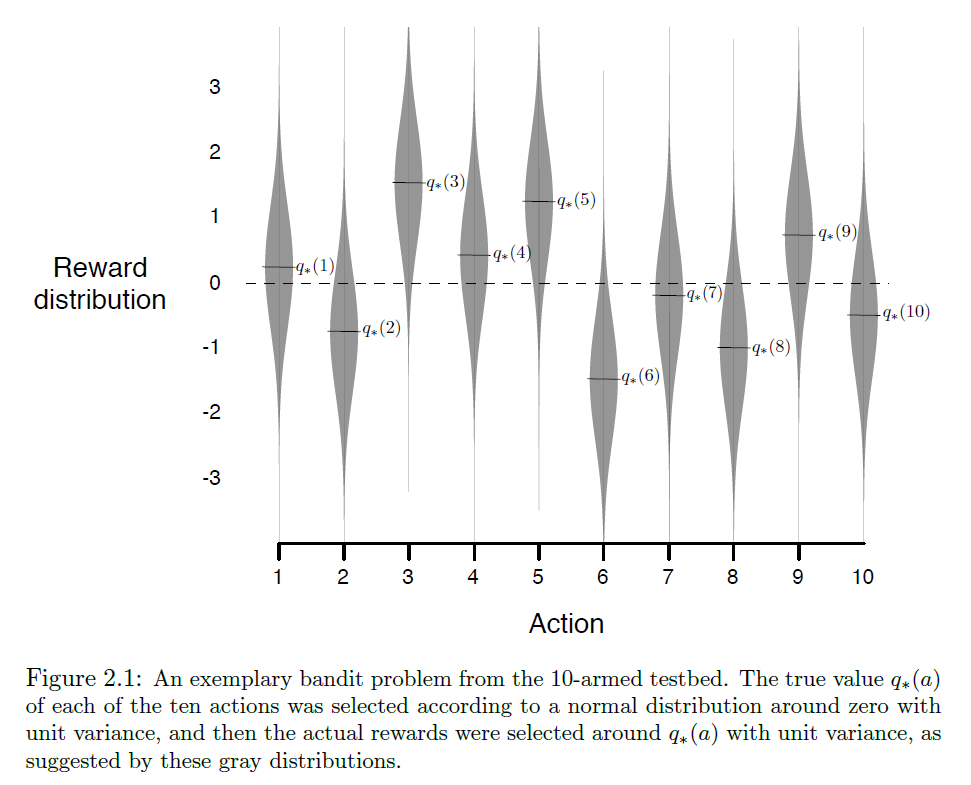 3
2
1
0
-1
-2
-3
Reward
distribution
q∗(1)
q∗(2)
q∗(3)
q∗(4)
q∗(5)
q∗(6)
q∗(7)
q∗(8)
q∗(9)
q∗(10)
1 2 3 4 5 6 7 8 9 10
Action
Figure 2.1: An exemplary bandit problem from the 10-armed testbed. The true value q∗(a)
of each of the ten actions was selected according to a normal distribution around zero with
unit variance, and then the actual rewards were selected around q∗(a) with unit variance, as
suggested by these gray distributions.